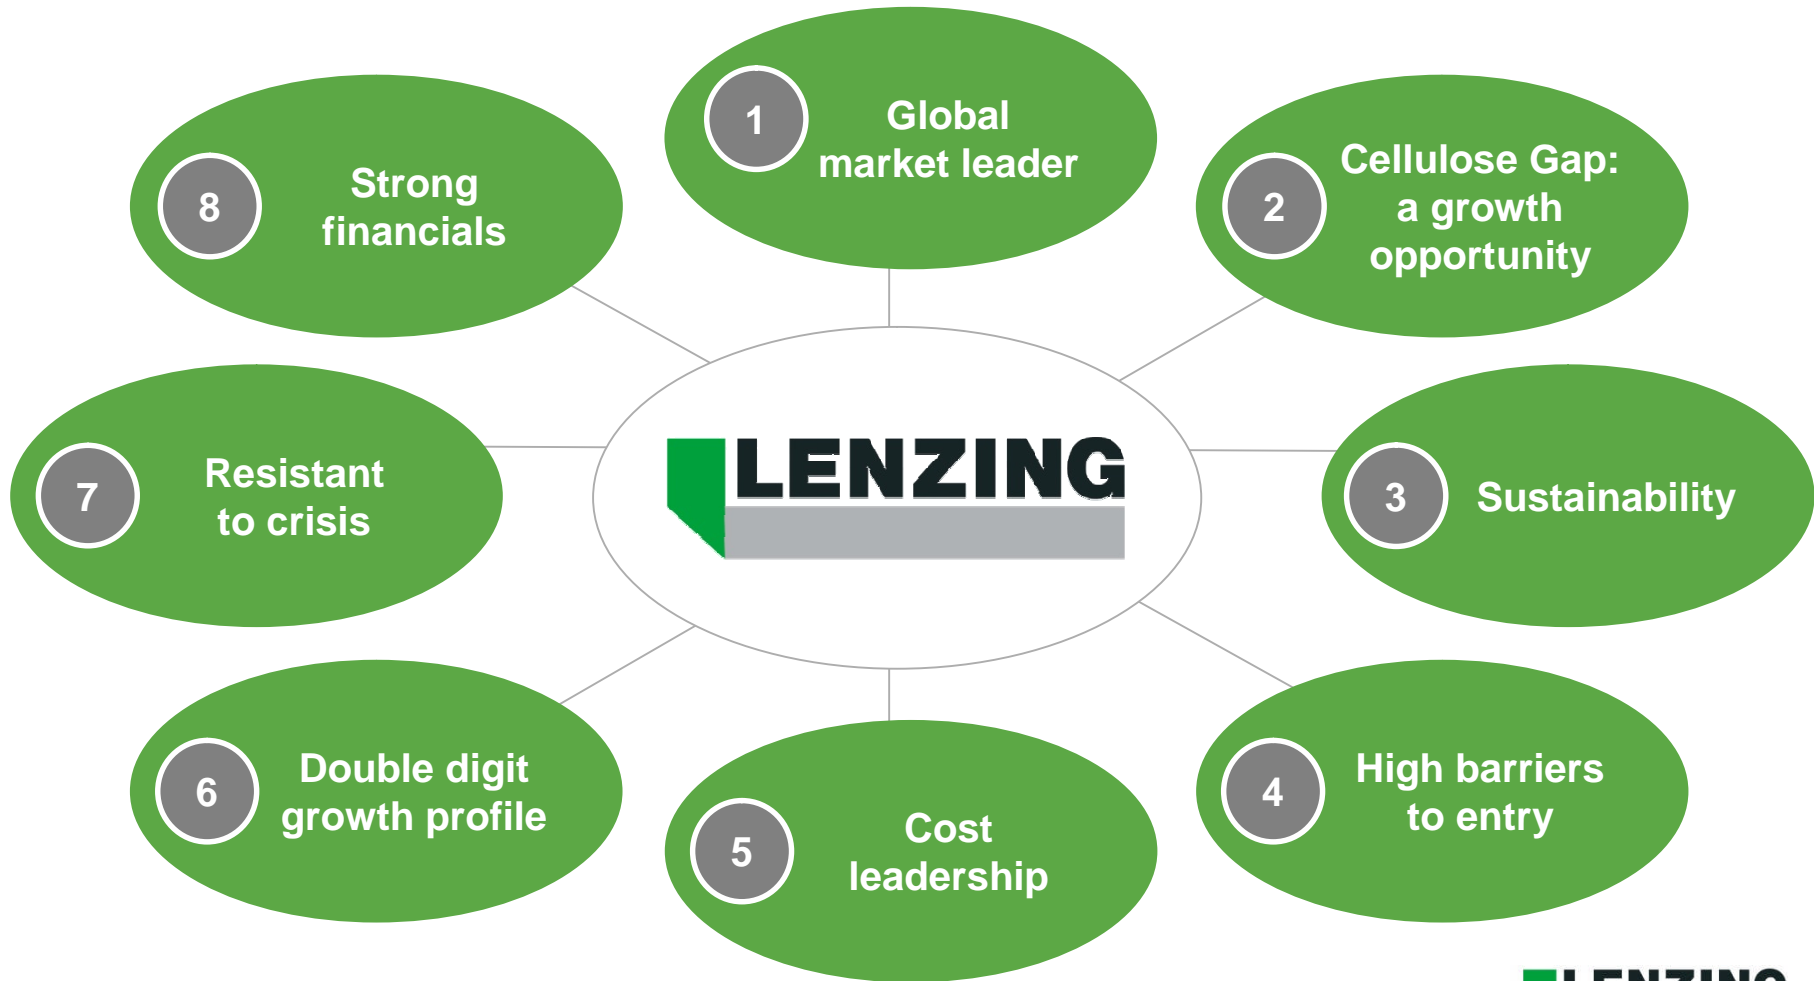 1
Global
market leader
2
Cellulose Gap:
a growth
opportunity
3
Sustainability
4
High barriers
to entry
5
Cost
leadership
6
Double digit
growth profile
7
Resistant
to crisis
8
Strong
financials
LENZING
LENZING